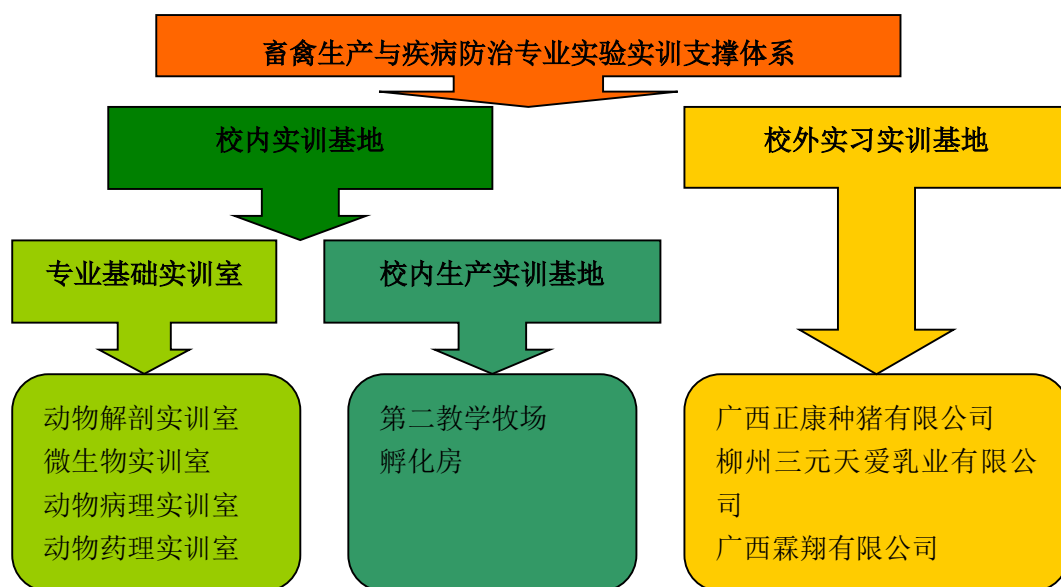 畜禽生产与疾病防治专业实验实训支撑体系
校内实训基地
校外实习实训基地
专业基础实训室
校内生产实训基地
动物解剖实训室
微生物实训室
动物病理实训室
动物药理实训室
第二教学牧场
孵化房
广西正康种猪有限公司
柳州三元天爱乳业有限公
司
广西霖翔有限公司